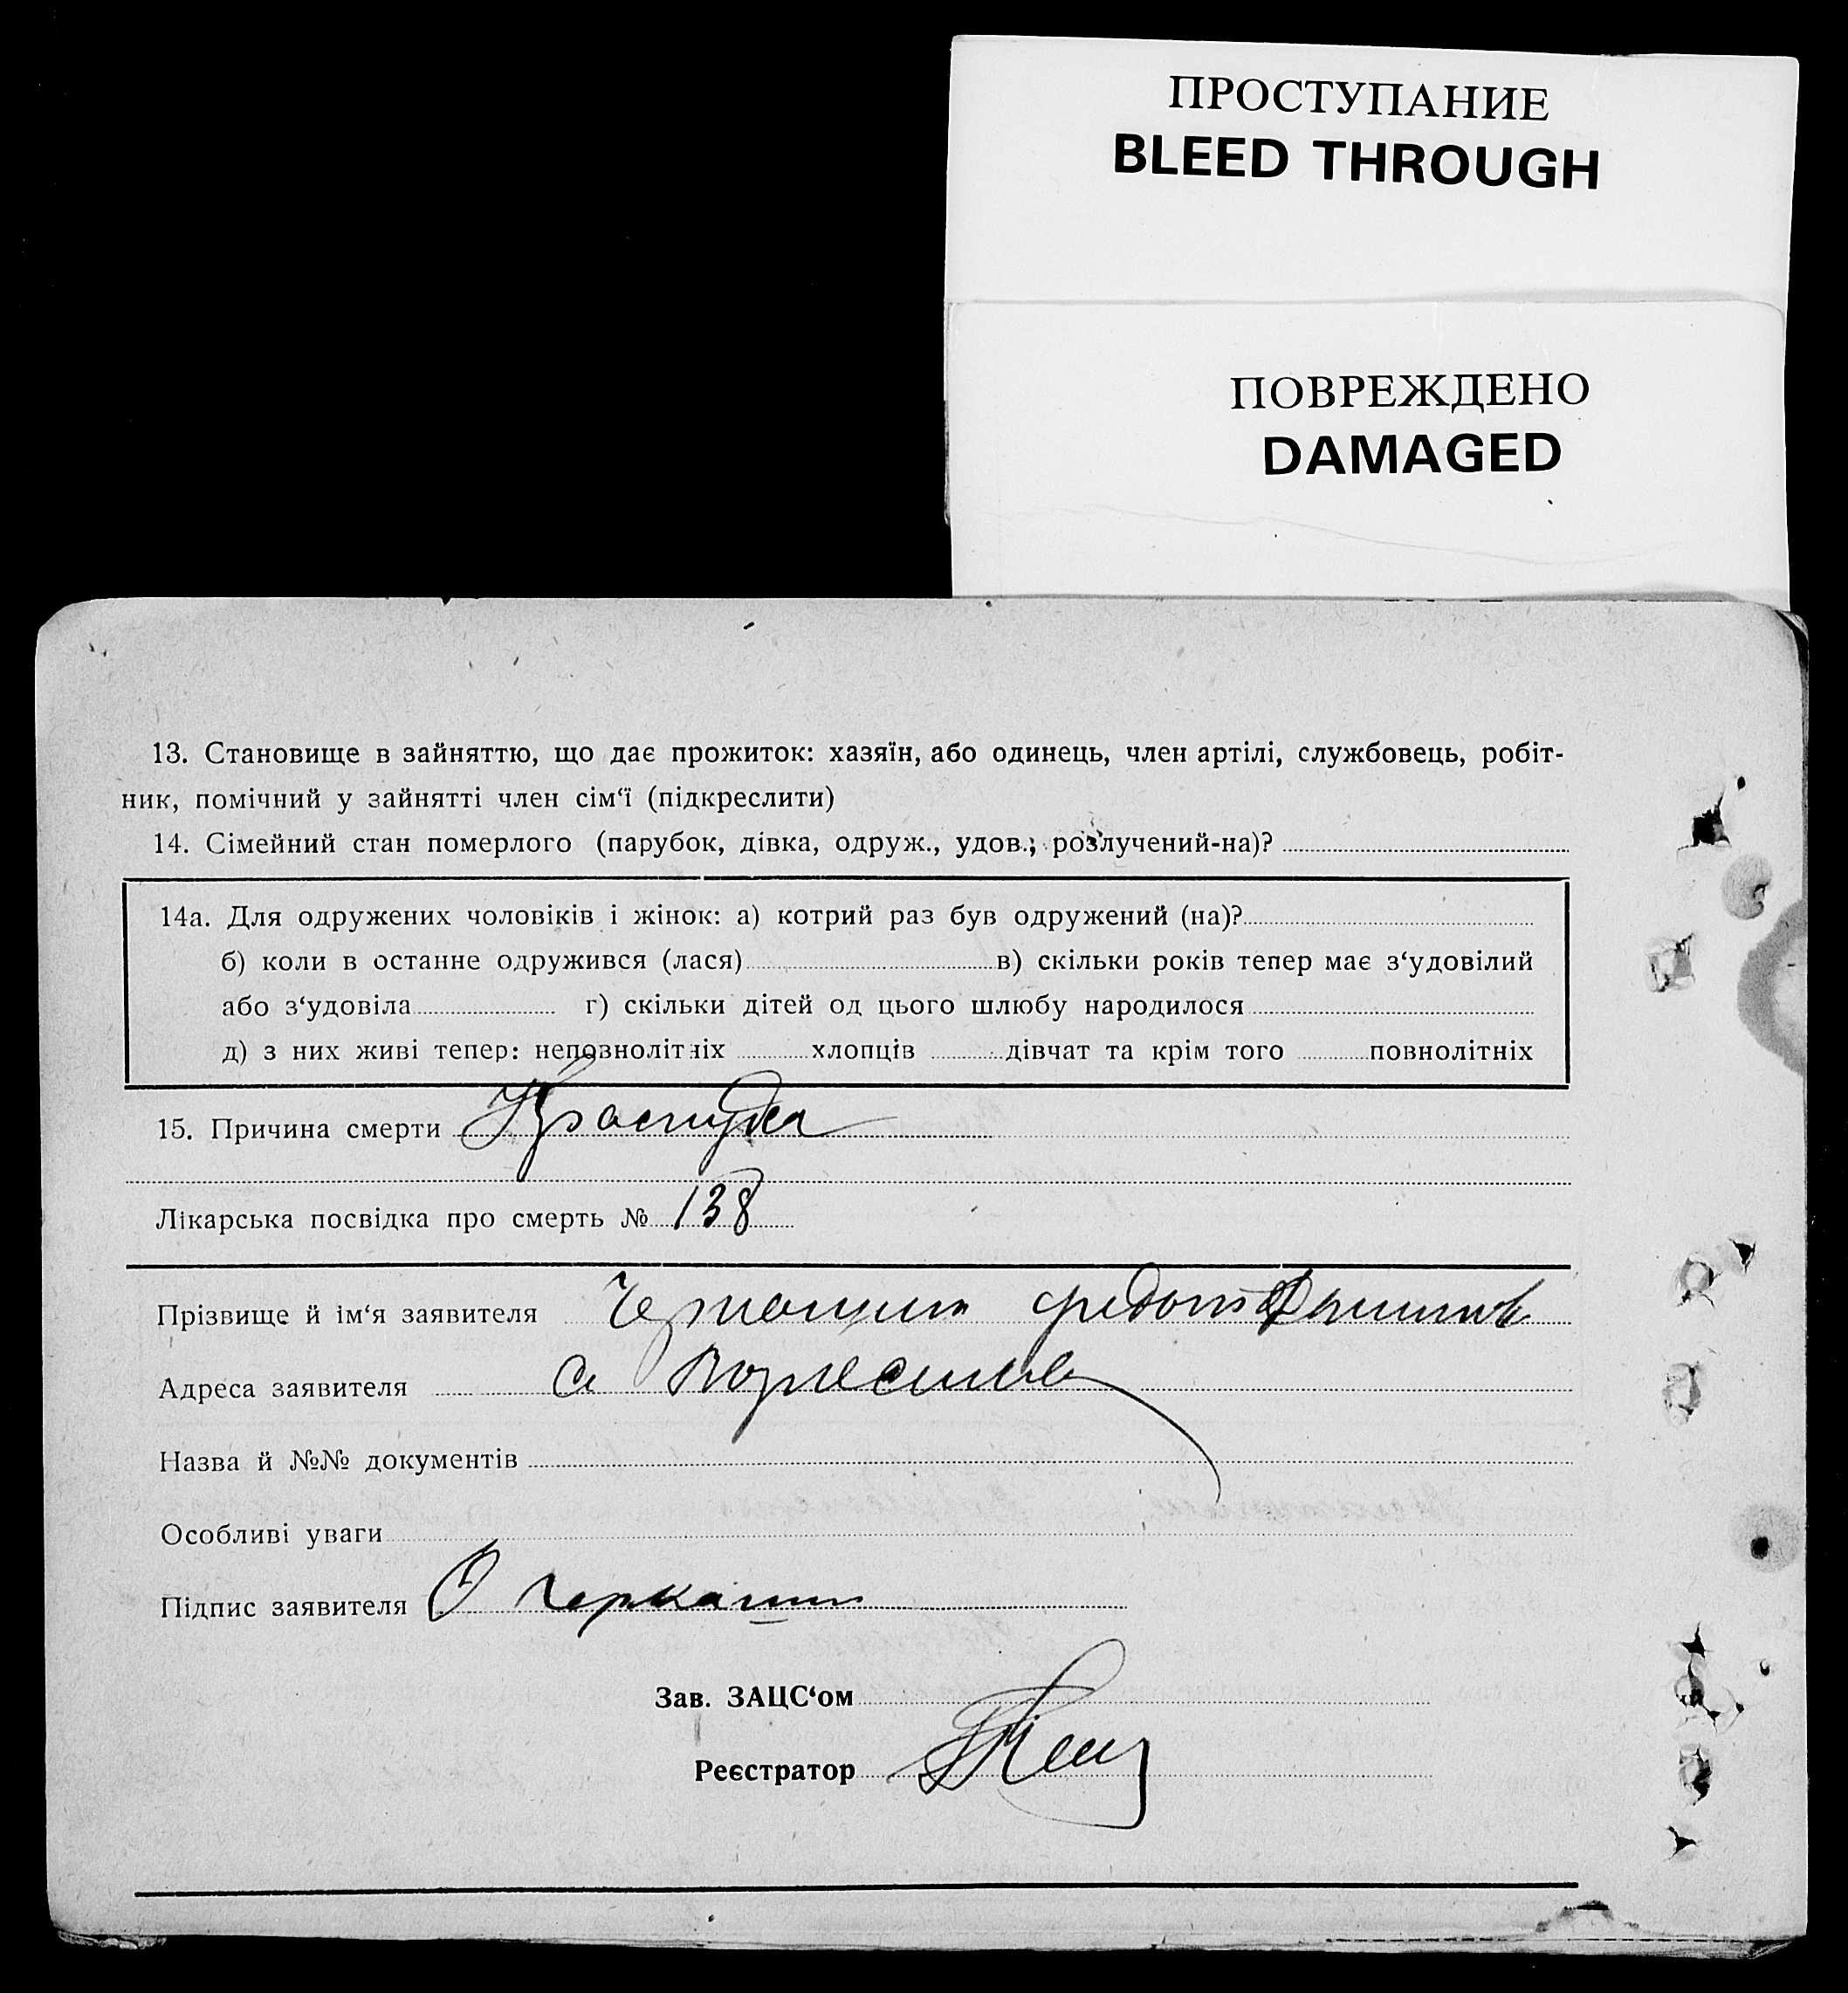 ПРОСТУПАНИЕ
BLEED THROUGH
ПОВРЕЖДЕНО
DAMAGED
13. Становище в зайняттю, що дає прожиток: хазяїн, або одинець, член артілі, службовець, робіт-
ник, помічний у зайнятті член сім‘ї (підкреслити)
14. Сімейний стан померлого (парубок, дівка, одруж., удов., розлучений-на)?
14а. Для одружених чоловіків і жінок: а) котрий раз був одружений (на)?
б) коли в останне одружився (лася) в) скільки років тепер має з‘удовілий
або з‘удовіла г) скільки дітей од цього шлюбу народилося
д) з них живі тепер: неповнолітніх хлопців дівчат та крім того повнолітніх
15. Причина смерти Краснуха
Лікарська посвідка про смерть № 138
Прізвище й ім‘я заявителя Федот
Адреса заявителя с
Назва й №№ документів
Особливі уваги
Підпис заявителя Черкашин
Зав. ЗАЦС‘ом
Реєстратор